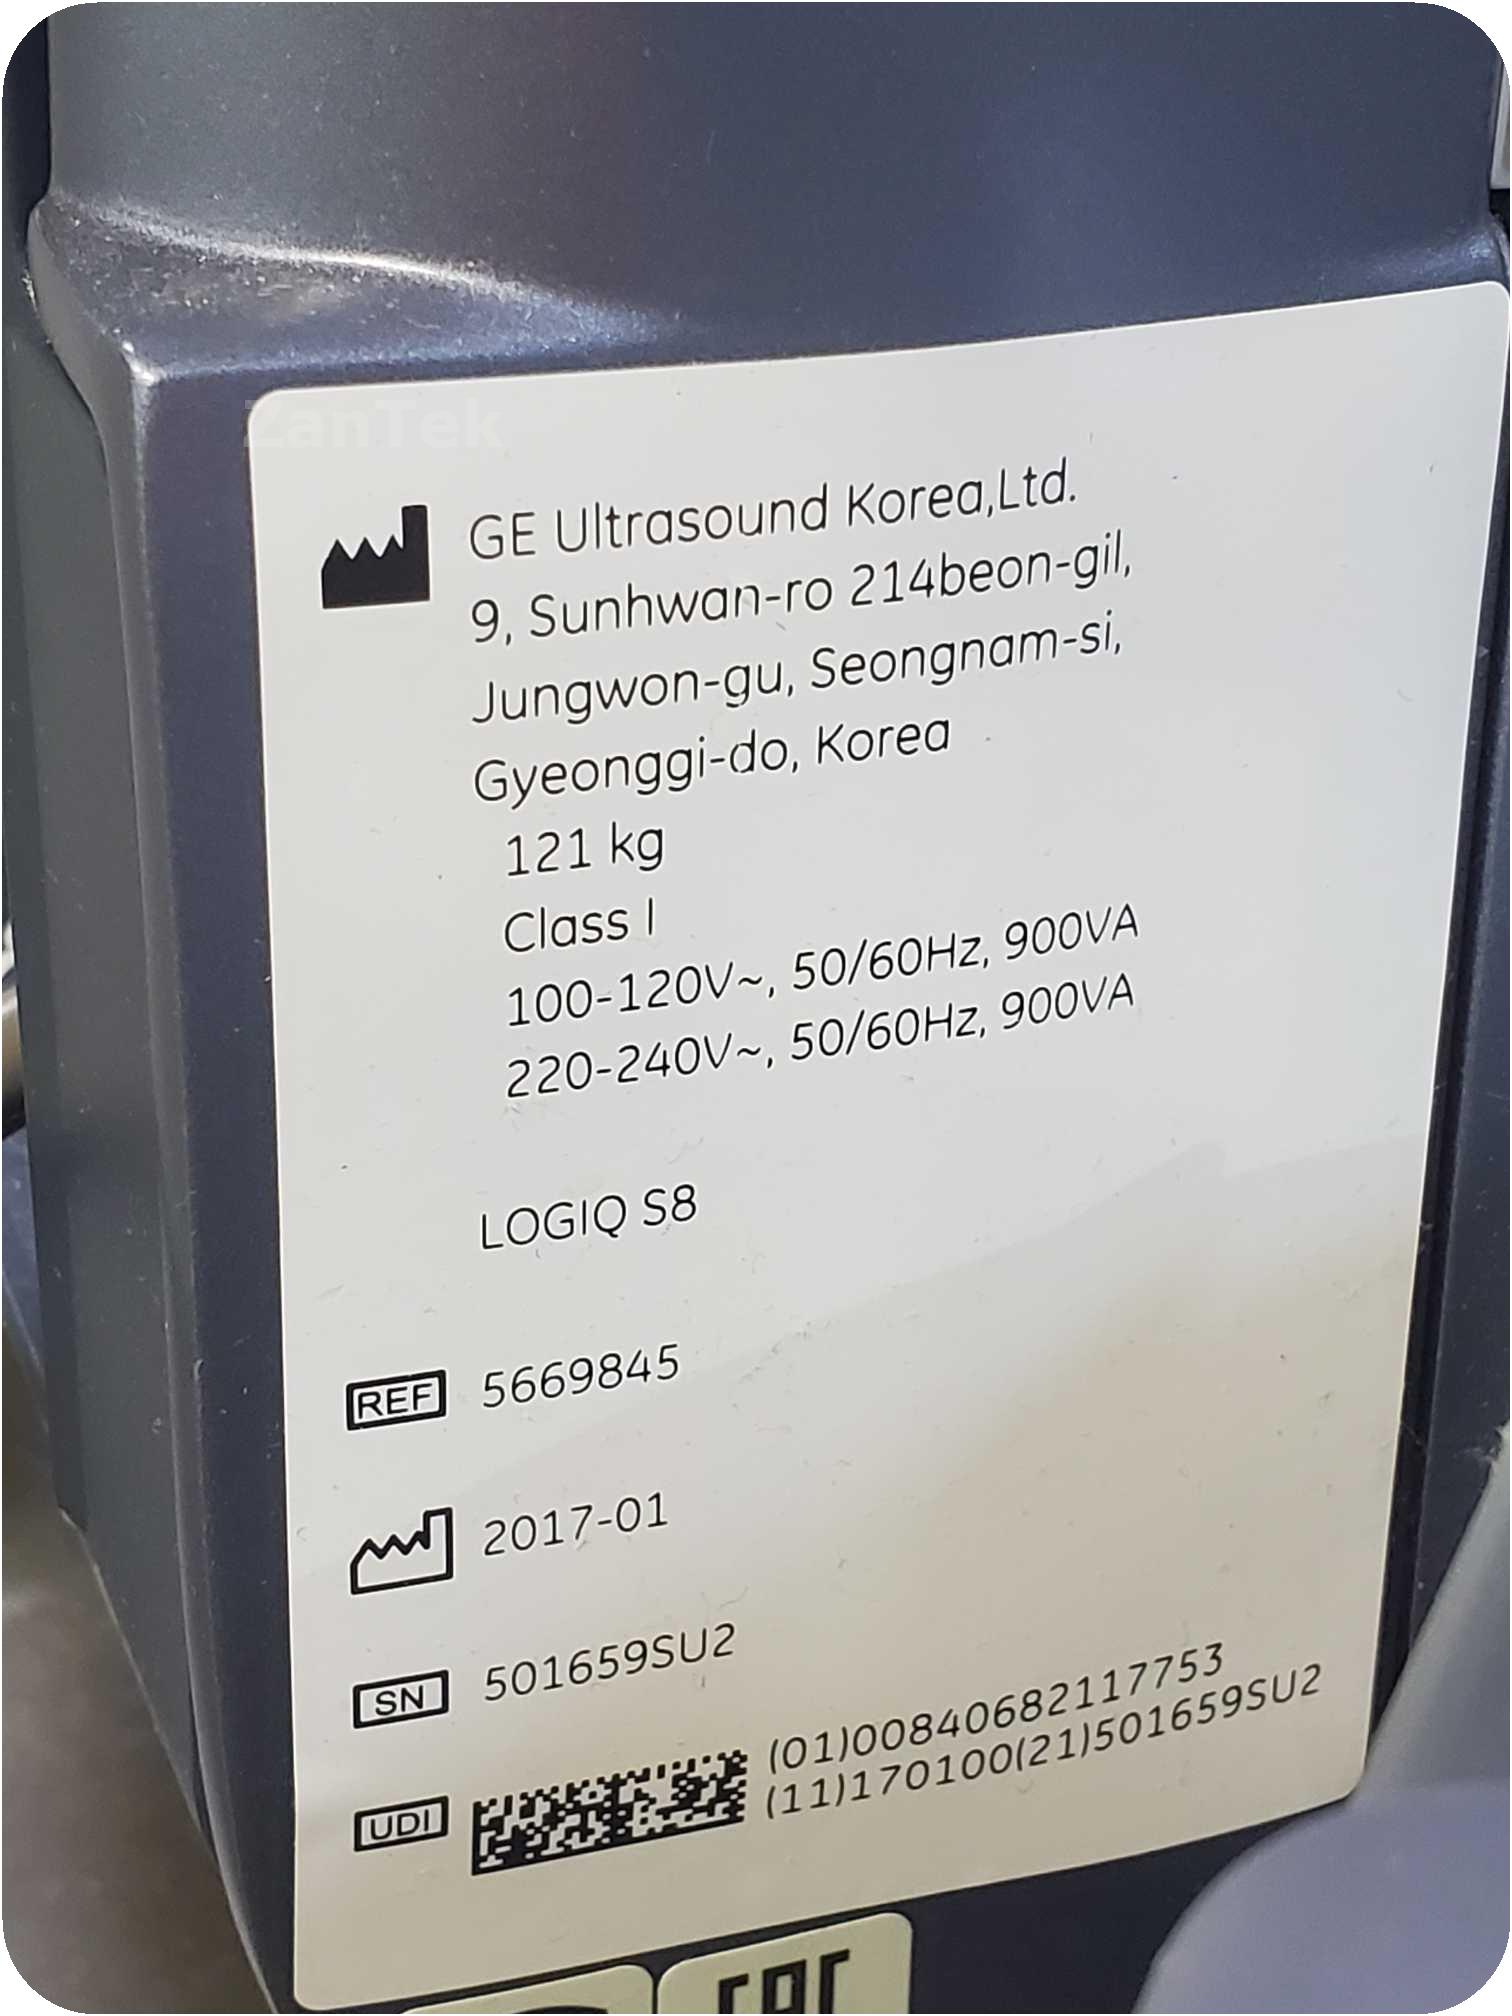 ZanTek
GE Ultrasound Korea,Ltd.
9, Sunhwan-ro 214beon-gil,
Jungwon-gu, Seongnam-si,
Gyeonggi-do, Korea
121 kg
Class I
100-120V~, 50/60Hz, 900VA
220-240V~, 50/60Hz, 900VA
LOGIQ S8
REF 5669845
2017-01
SN 501659SU2
UDI (01)00840682117753
(11)170100(21)501659SU2